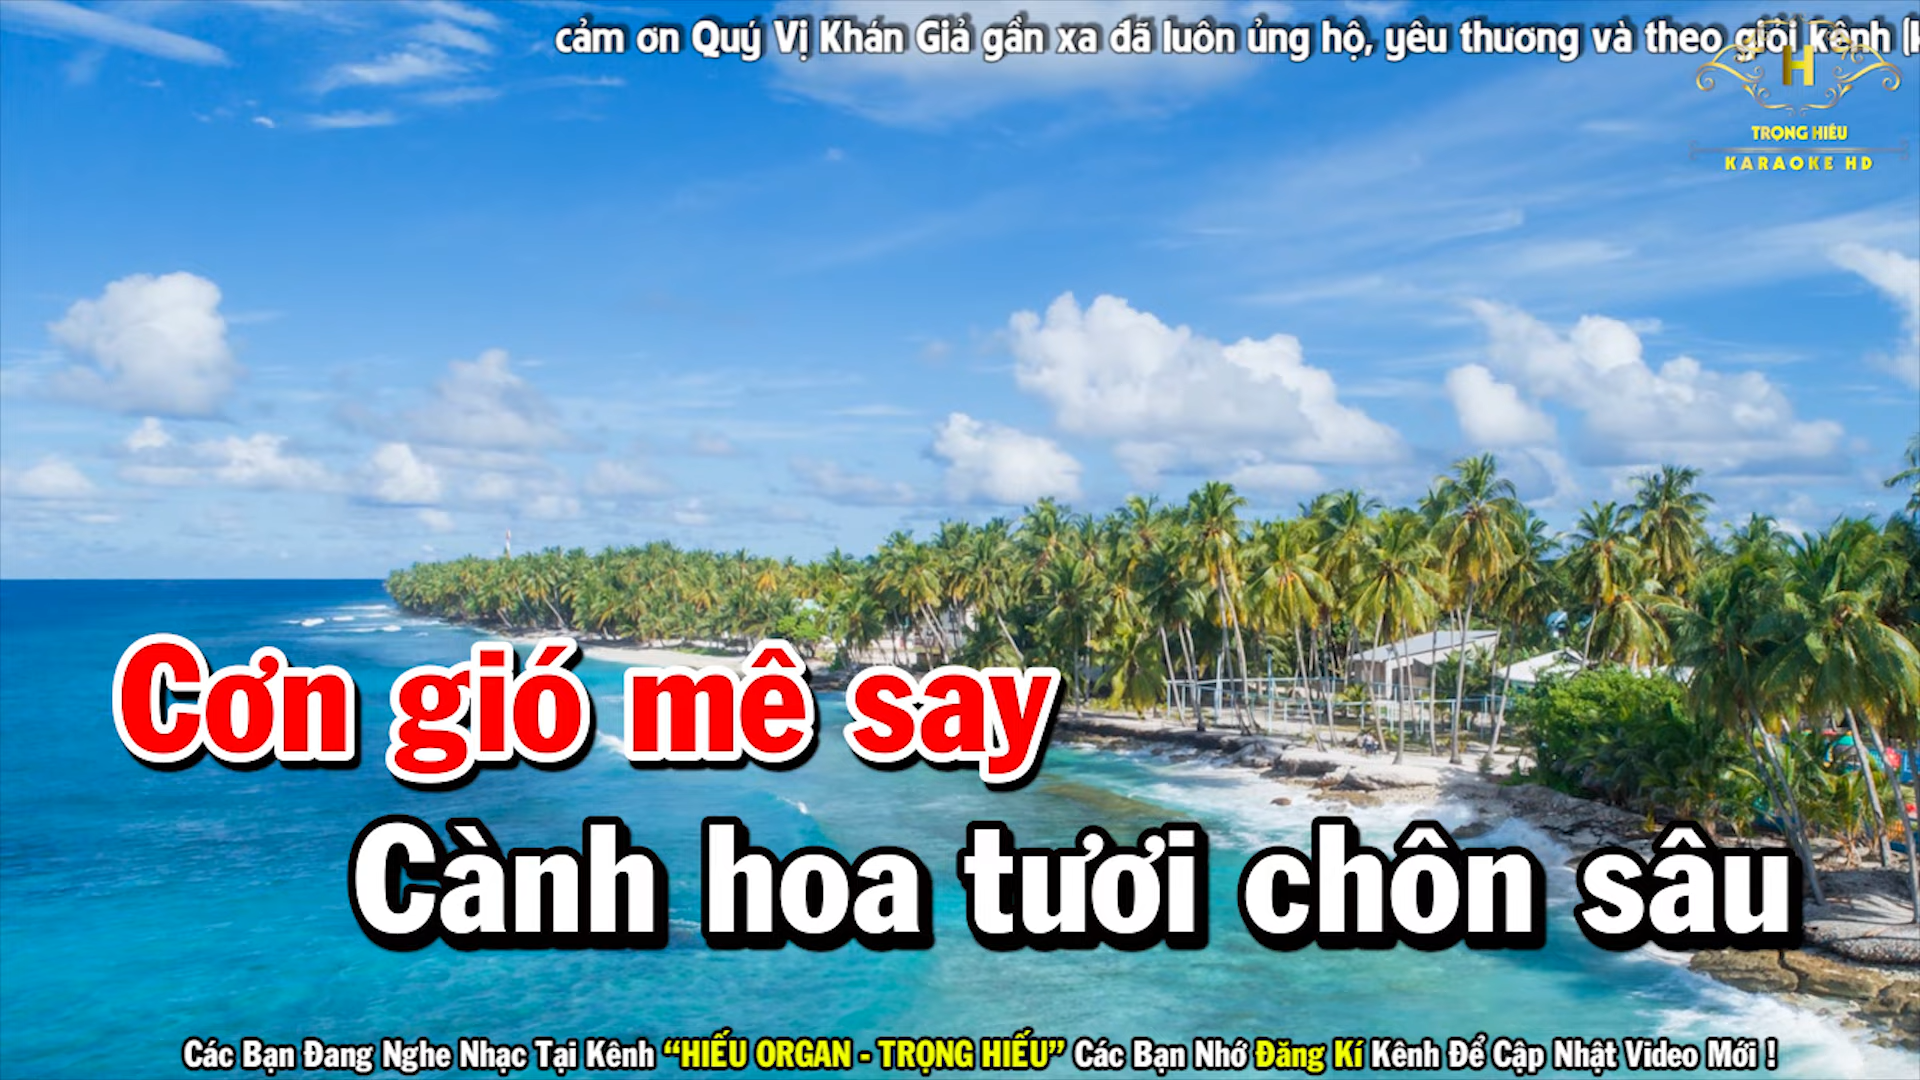 cảm ơn Quý Vị Khán Giả gần xa đã luôn ủng hộ, yêu thương và theo giỏi kênh
H
TRỌNG HIẾU
KARAOKE HD
Cơn gió mê say
Cành hoa tươi chôn sâu
Các Bạn Đang Nghe Nhạc Tại Kênh “HIẾU ORGAN - TRỌNG HIẾU” Các Bạn Nhớ Đăng Kí Kênh Để Cập Nhật Video Mới !